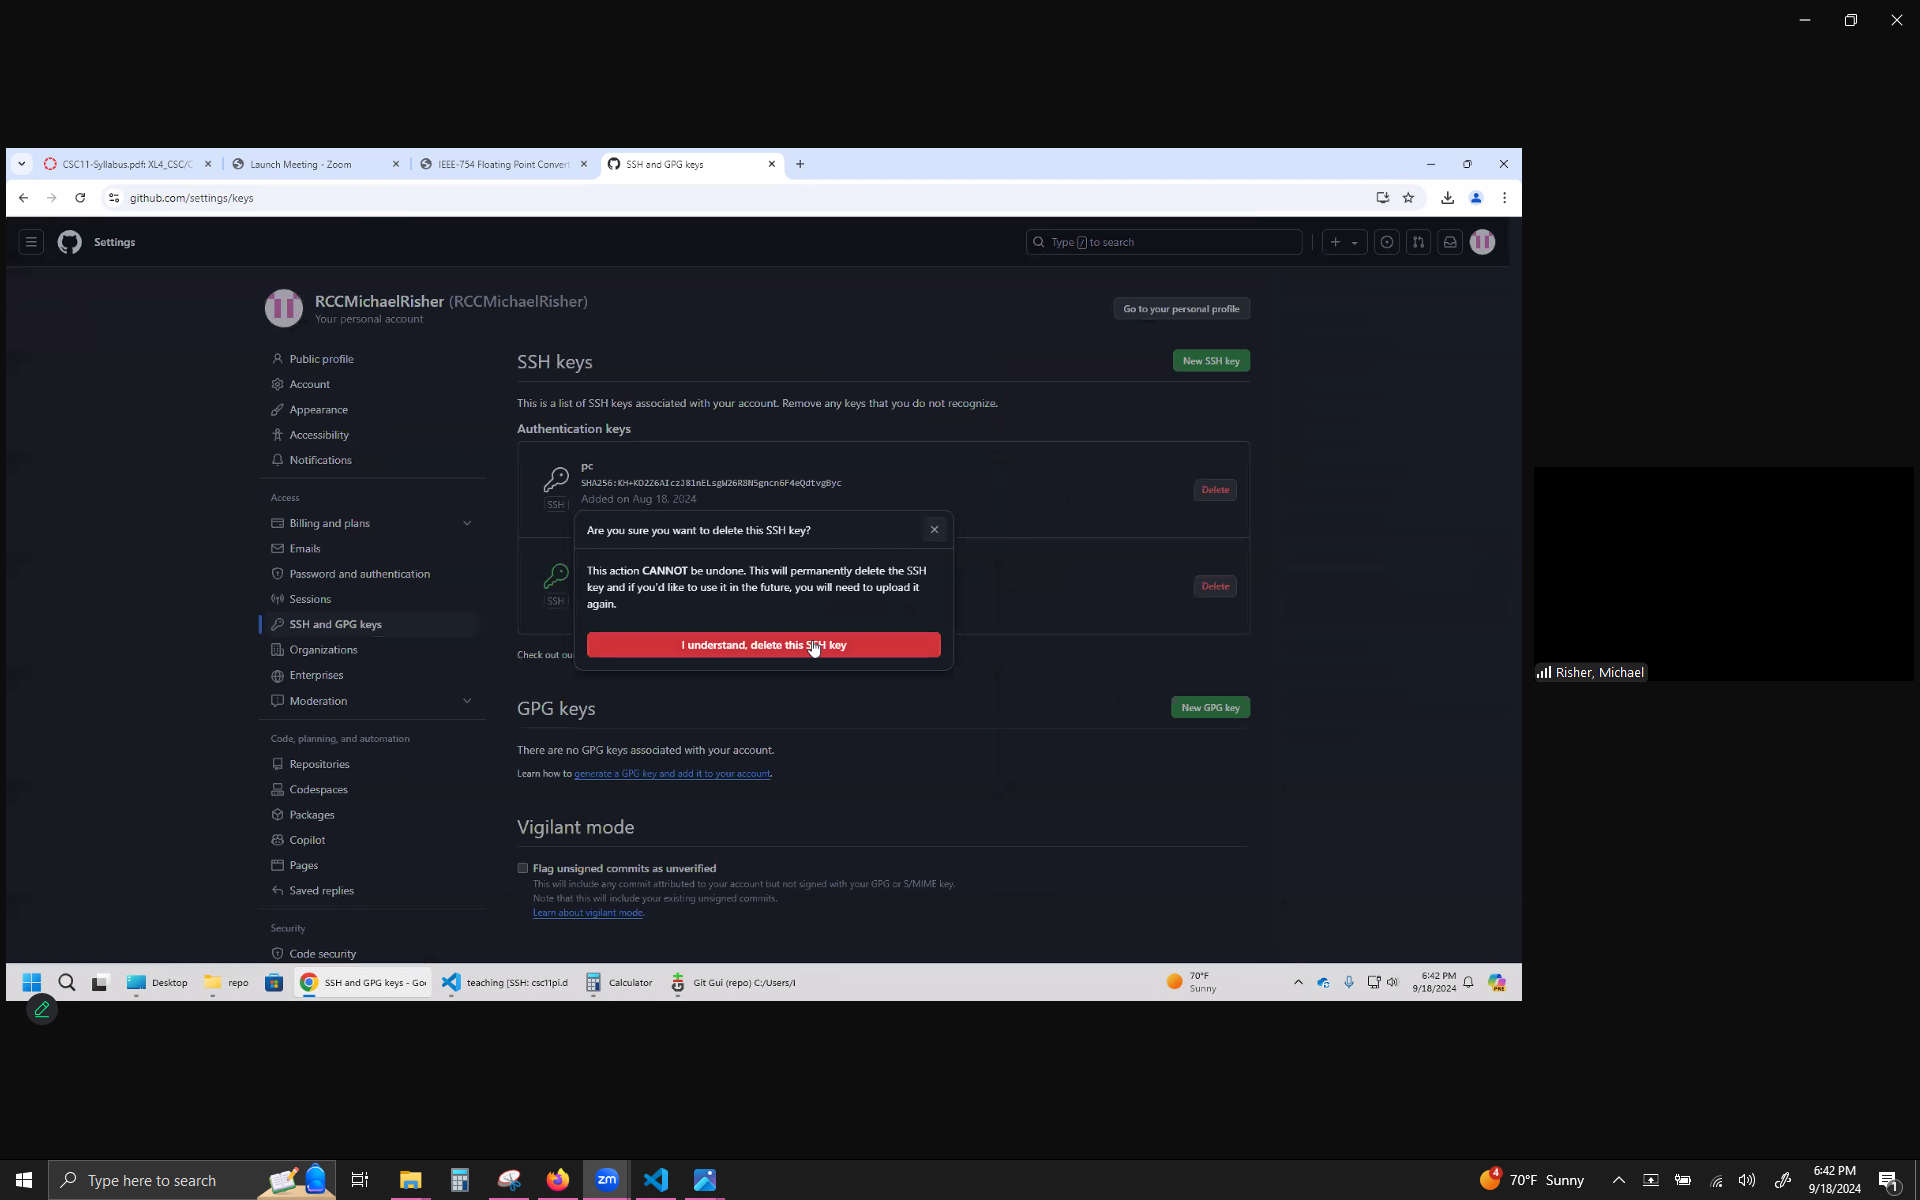 CSC11-Syllabus.pdf: XL4_CSC/C
Launch Meeting - Zoom
IEEE-754 Floating Point Convert
SSH and GPG keys
github.com/settings/keys
Settings
Type / to search
RCCMichaelRisher (RCCMichaelRisher)
Your personal account
Go to your personal profile
Public profile
Account
Appearance
Accessibility
Notifications
Access
Billing and plans
Emails
Password and authentication
Sessions
SSH and GPG keys
Organizations
Enterprises
Moderation
Code, planning, and automation
Repositories
Codespaces
Packages
Copilot
Pages
Saved replies
Security
Code security
SSH keys
New SSH key
This is a list of SSH keys associated with your account. Remove any keys that you do not recognize.
Authentication keys
pc
SHA256:KH+KO2Z6AIczJ81nELsgW26R8N5gncn6F4eQdtvgByc
Added on Aug 18, 2024
SSH
Delete
Are you sure you want to delete this SSH key?
This action CANNOT be undone. This will permanently delete the SSH
key and if you'd like to use it in the future, you will need to upload it
again.
I understand, delete this SSH key
SSH
Delete
Check out ou
GPG keys
New GPG key
There are no GPG keys associated with your account.
Learn how to generate a GPG key and add it to your account.
Vigilant mode
Flag unsigned commits as unverified
This will include any commit attributed to your account but not signed with your GPG or S/MIME key.
Note that this will include your existing unsigned commits.
Learn about vigilant mode.
Risher, Michael
Desktop
repo
SSH and GPG keys - Goo
teaching [SSH: csc11pi.d
Calculator
Git Gui (repo) C:/Users/I
70°F
Sunny
6:42 PM
9/18/2024
PRE
Type here to search
zm
4
70°F Sunny
6:42 PM
9/18/2024
1